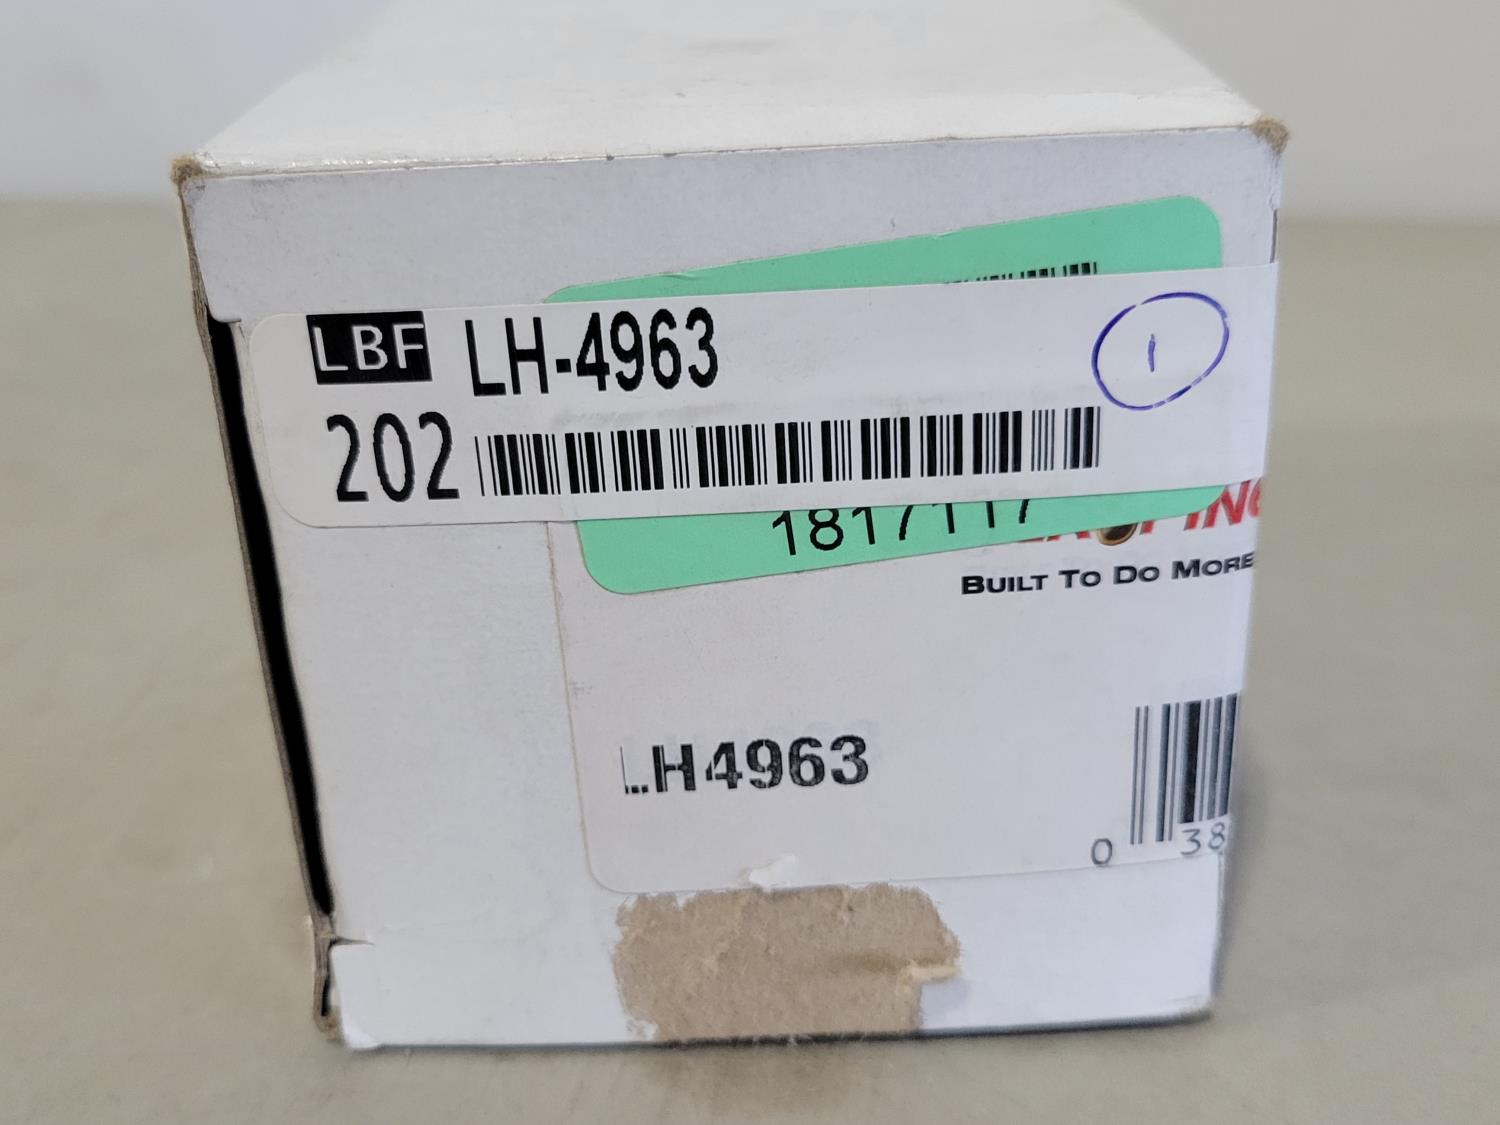 LBF LH-4963
1
202
1817117
BUILT TO DO MORE
LH4963
0 38